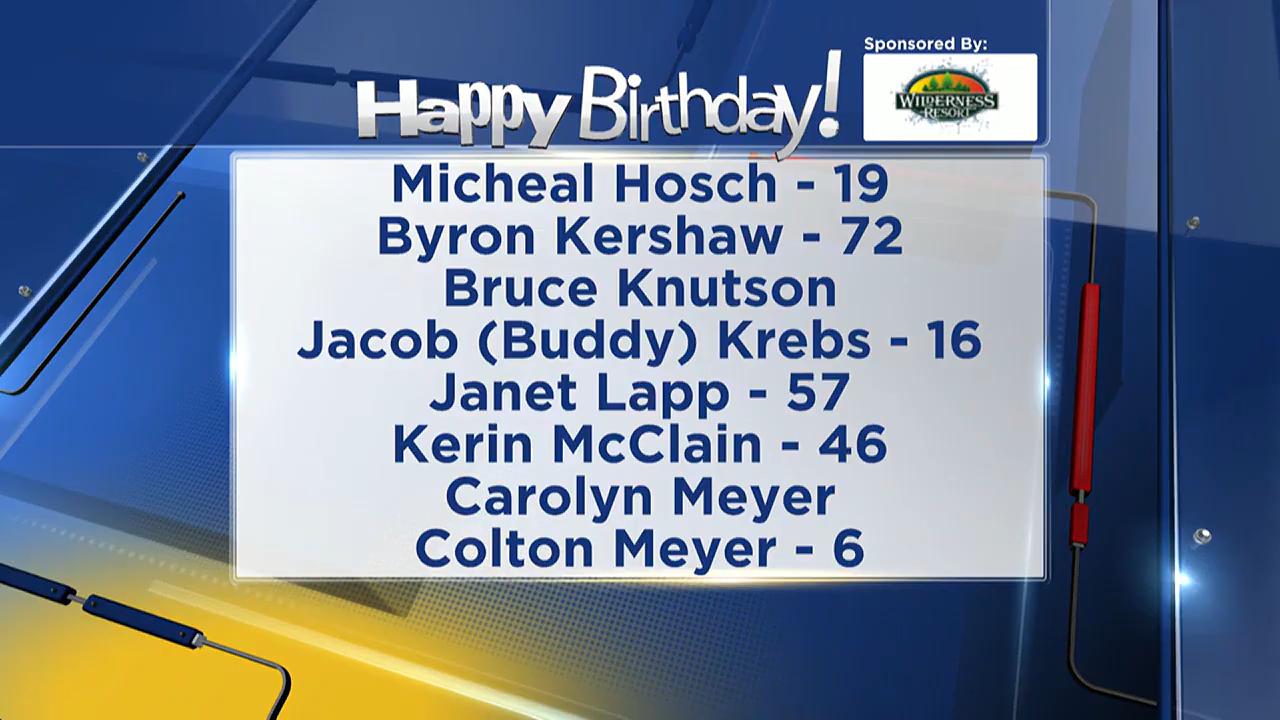 Sponsored By:
Happy Birthday!
WILDERNESS
RESORT
Micheal Hosch - 19
Byron Kershaw - 72
Bruce Knutson
Jacob (Buddy) Krebs - 16
Janet Lapp - 57
Kerin McClain - 46
Carolyn Meyer
Colton Meyer - 6